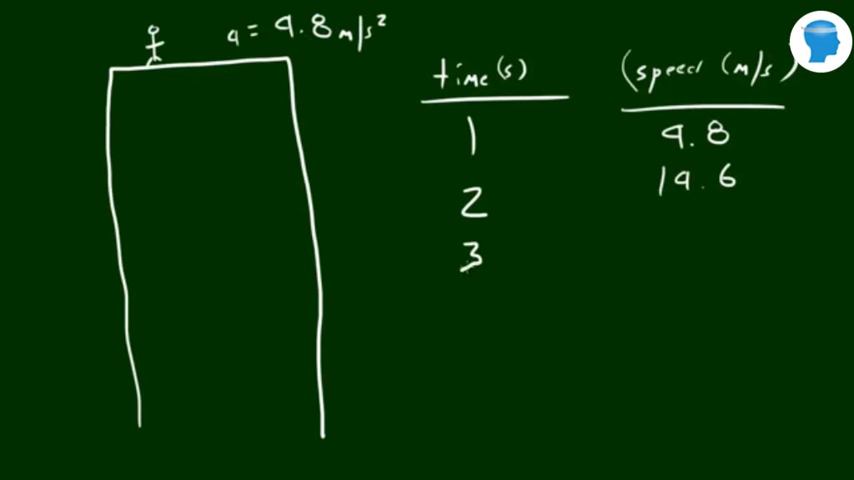 a = 9.8 m/s²
time (s) (speed (m/s)
1 9.8
2 19.6
3